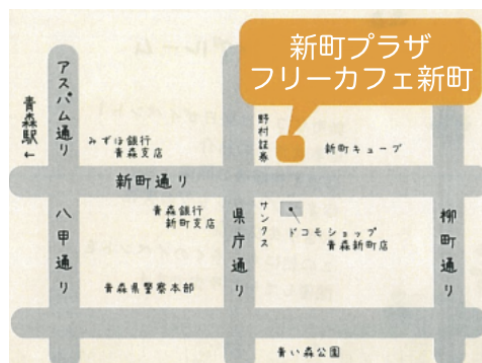 新町プラザ
フリーカフェ新町
アスパム通り
青森駅
←
みずほ銀行
青森支店
野村証券
新町キューブ
新町通り
八甲通り
青森銀行
新町支店
県庁通り
サンクス
ドコモショップ
青森新町店
柳町通り
青森県警察本部
青い森公園